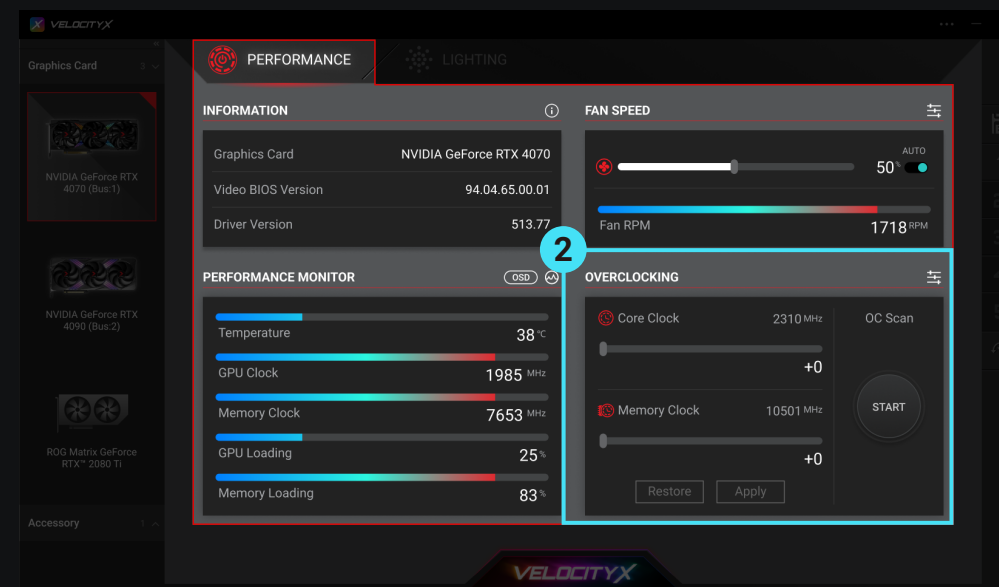 VELOCITYX
Graphics Card 3
NVIDIA GeForce RTX
4070 (Bus:1)
NVIDIA GeForce RTX
4090 (Bus:2)
ROG Matrix GeForce
RTX™ 2080 Ti
Accessory 1
PERFORMANCE
LIGHTING
INFORMATION
Graphics Card NVIDIA GeForce RTX 4070
Video BIOS Version 94.04.65.00.01
Driver Version 513.77
FAN SPEED
AUTO
50%
Fan RPM 1718 RPM
2
PERFORMANCE MONITOR OSD
Temperature 38 °C
GPU Clock 1985 MHz
Memory Clock 7653 MHz
GPU Loading 25%
Memory Loading 83%
OVERCLOCKING
Core Clock 2310 MHz
+0
Memory Clock 10501 MHz
+0
Restore Apply
OC Scan
START
VELOCITYX